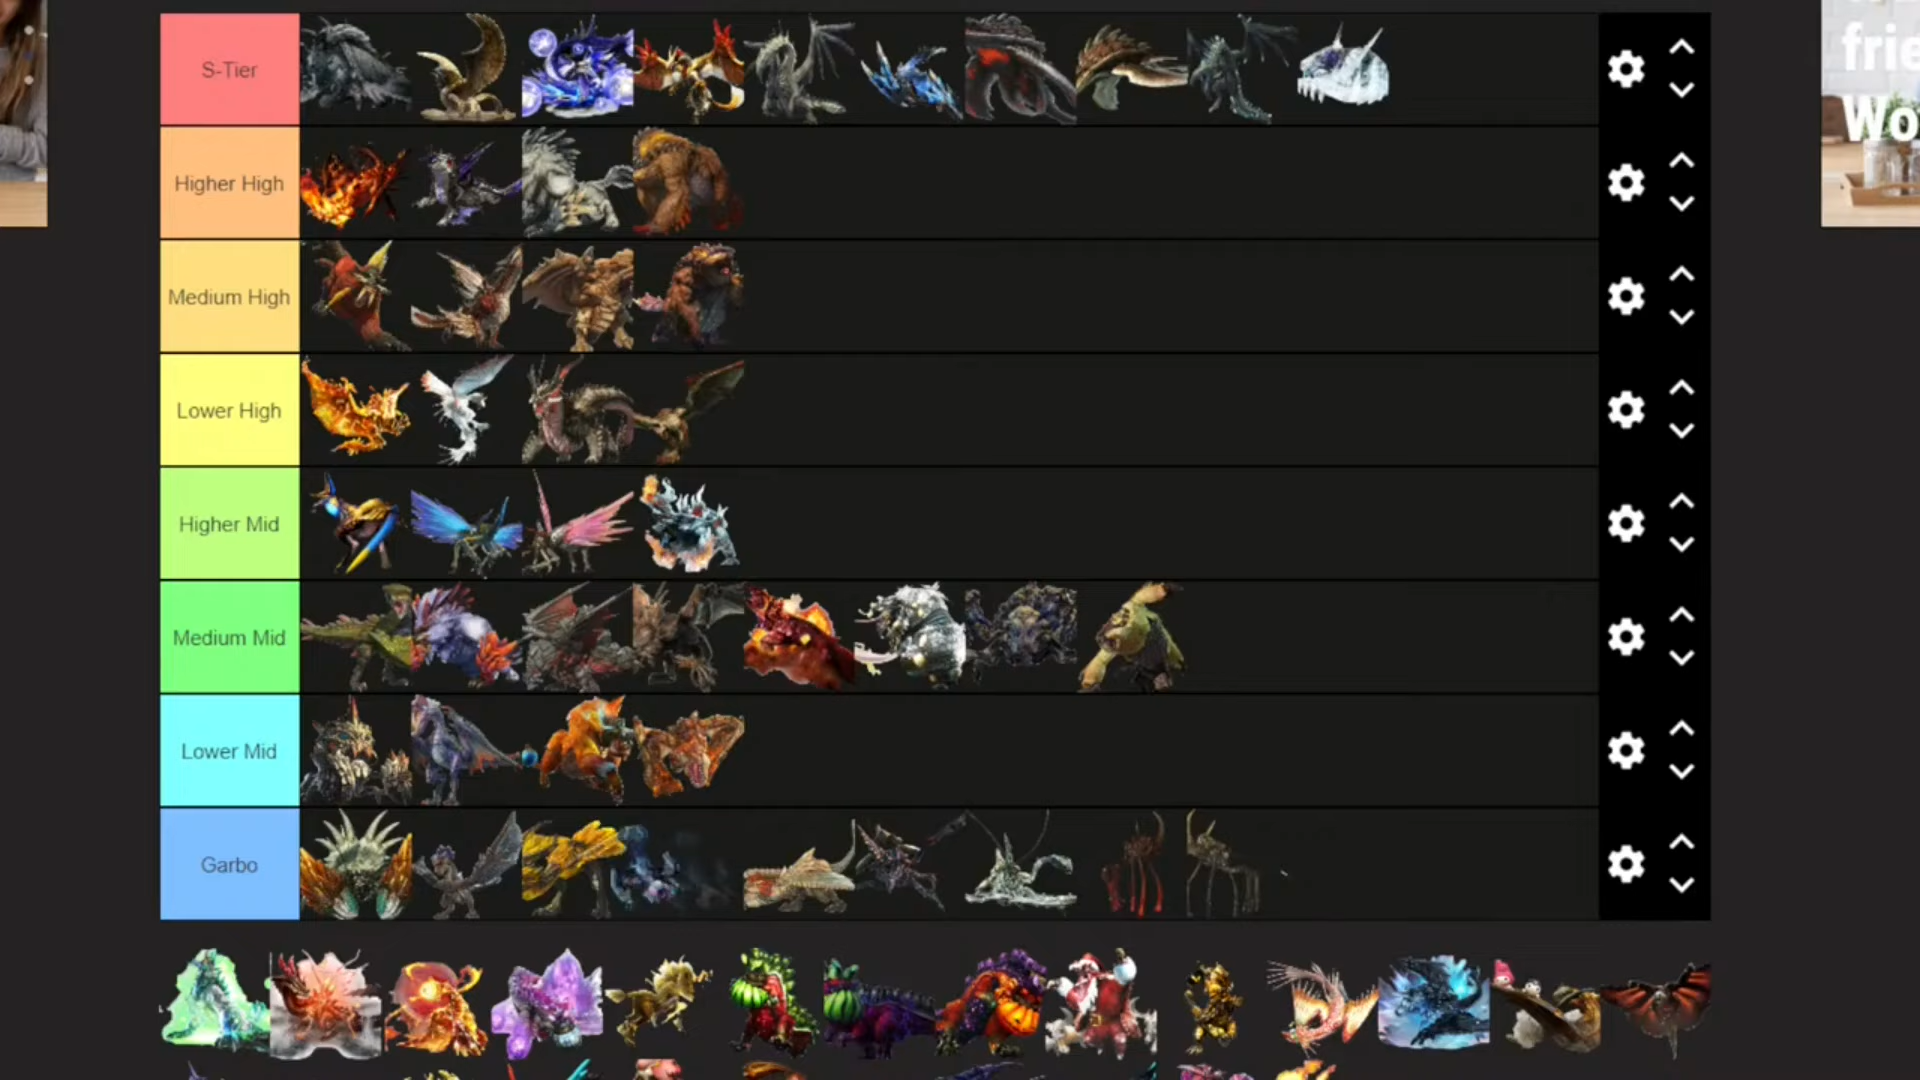 S-Tier
frie
Wo
Higher High
Medium High
Lower High
Higher Mid
Medium Mid
Lower Mid
Garbo